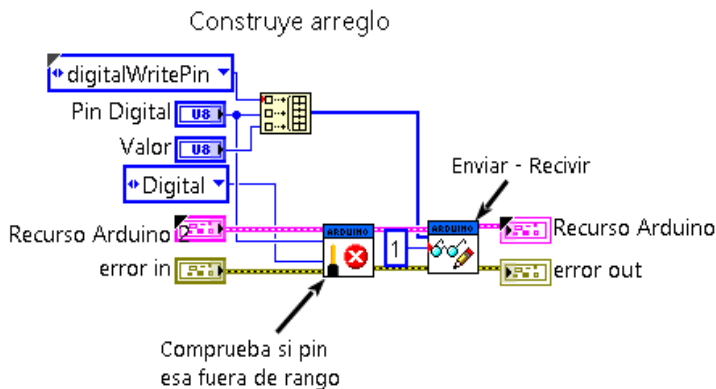 Construye arreglo
digitalWritePin
Pin Digital
U8
Valor
U8
Digital
Enviar - Recivir
Recurso Arduino 2
ARDUINO
1
ARDUINO
Recurso Arduino
error in
error out
Comprueba si pin
esa fuera de rango